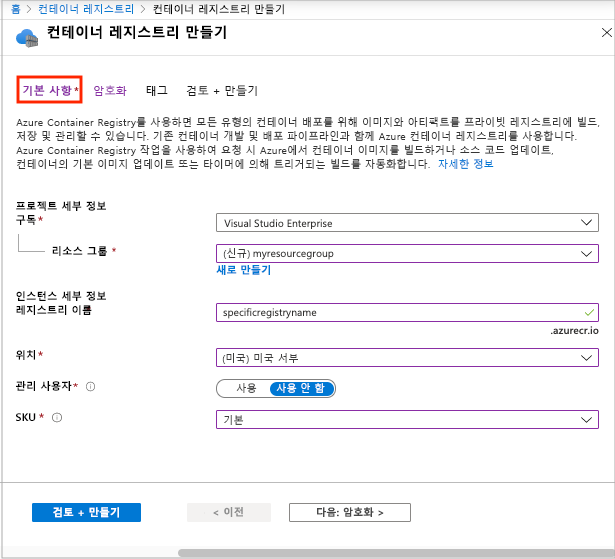 홈 > 컨테이너 레지스트리 > 컨테이너 레지스트리 만들기
컨테이너 레지스트리 만들기
기본 사항* 암호화 태그 검토 + 만들기
Azure Container Registry를 사용하면 모든 유형의 컨테이너 배포를 위해 이미지와 아티팩트를 프라이빗 레지스트리에 빌드,
저장 및 관리할 수 있습니다. 기존 컨테이너 개발 및 배포 파이프라인과 함께 Azure 컨테이너 레지스트리를 사용합니다.
Azure Container Registry 작업을 사용하여 요청 시 Azure에서 컨테이너 이미지를 빌드하거나 소스 코드 업데이트,
컨테이너의 기본 이미지 업데이트 또는 타이머에 의해 트리거되는 빌드를 자동화합니다. 자세한 정보
프로젝트 세부 정보
구독* Visual Studio Enterprise
리소스 그룹 * (신규) myresourcegroup
새로 만들기
인스턴스 세부 정보
레지스트리 이름 specificregistryname
.azurecr.io
위치* (미국) 미국 서부
관리 사용자* 사용 사용 안 함
SKU * 기본
검토 + 만들기 < 이전 다음: 암호화 >